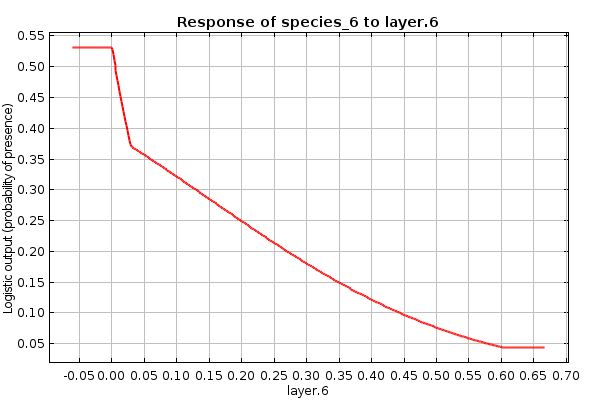 Response of species_6 to layer.6
Logistic output (probability of presence)
0.55
0.50
0.45
0.40
0.35
0.30
0.25
0.20
0.15
0.10
0.05
-0.05 0.00 0.05 0.10 0.15 0.20 0.25 0.30 0.35 0.40 0.45 0.50 0.55 0.60 0.65 0.70
layer.6